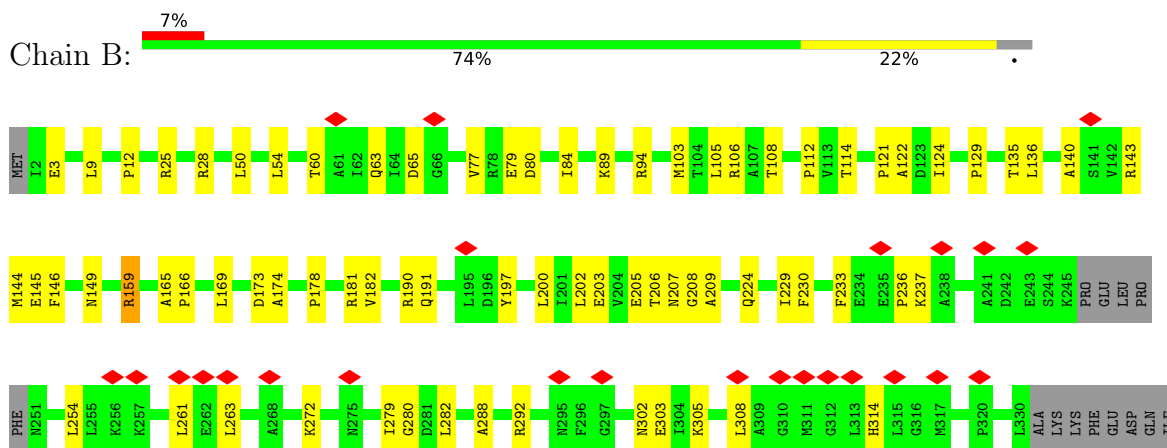 7%
Chain B:
74% 22% •
MET I2 E3 L9 P12 R25 R28 L50 L54 T60 A61 I62 Q63 I64 D65 G66 V77 R78 E79 D80 I84 K89 R94 M103 T104 L105 R106 A107 T108 P112 V113 T114 P121 A122 D123 I124 P129 T135 L136 A140 S141 V142 R143
M144 E145 F146 N149 R159 A165 P166 L169 D173 A174 P178 R181 V182 R190 Q191 L195 D196 Y197 L200 I201 L202 E203 V204 E205 T206 N207 G208 A209 Q224 I229 F230 F233 E234 E235 P236 K237 A238 A241 D242 E243 S244 K245 PRO GLU LEU PRO
PHE N251 L254 L255 K256 K257 L261 E262 L263 A268 K272 N275 I279 G280 D281 L282 A288 R292 N295 F296 G297 N302 E303 I304 K305 L308 A309 G310 M311 G312 L313 H314 L315 G316 M317 P320 L330 ALA LYS LYS PHE GLU ASP GLN